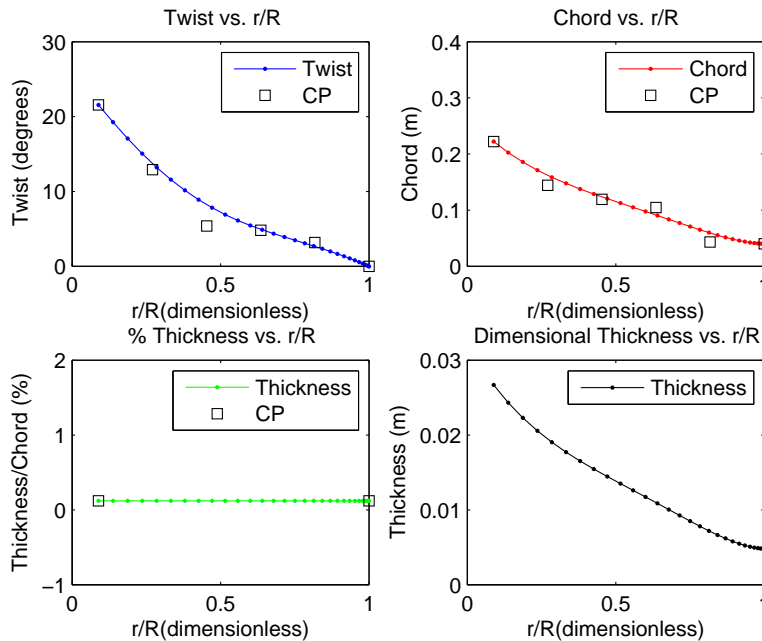 Twist vs. r/R
30
20
10
0
Twist (degrees)
Twist
CP
0
0.5
1
r/R(dimensionless)
Chord vs. r/R
0.4
0.3
0.2
0.1
0
Chord (m)
Chord
CP
0
0.5
1
r/R(dimensionless)
% Thickness vs. r/R
2
1
0
−1
Thickness/Chord (%)
Thickness
CP
0
0.5
1
r/R(dimensionless)
Dimensional Thickness vs. r/R
0.03
0.02
0.01
0
Thickness (m)
Thickness
0
0.5
1
r/R(dimensionless)